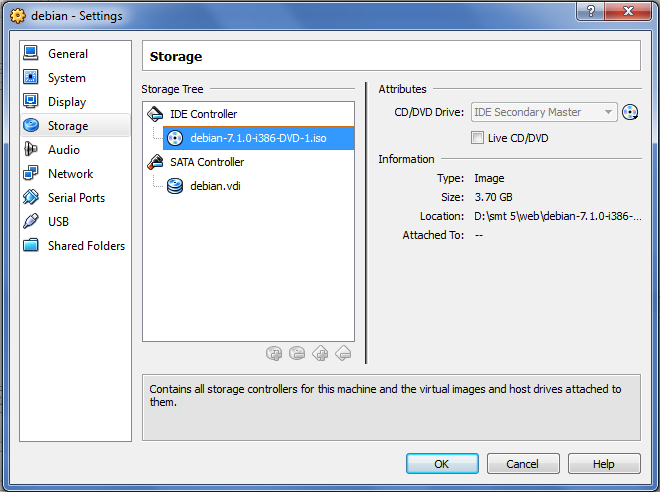 debian - Settings
General
System
Display
Storage
Audio
Network
Serial Ports
USB
Shared Folders
Storage
Storage Tree
IDE Controller
debian-7.1.0-i386-DVD-1.iso
SATA Controller
debian.vdi
Attributes
CD/DVD Drive: IDE Secondary Master
Live CD/DVD
Information
Type: Image
Size: 3.70 GB
Location: D:\smt 5\web\debian-7.1.0-i386-...
Attached To: --
Contains all storage controllers for this machine and the virtual images and host drives attached to
them.
OK Cancel Help